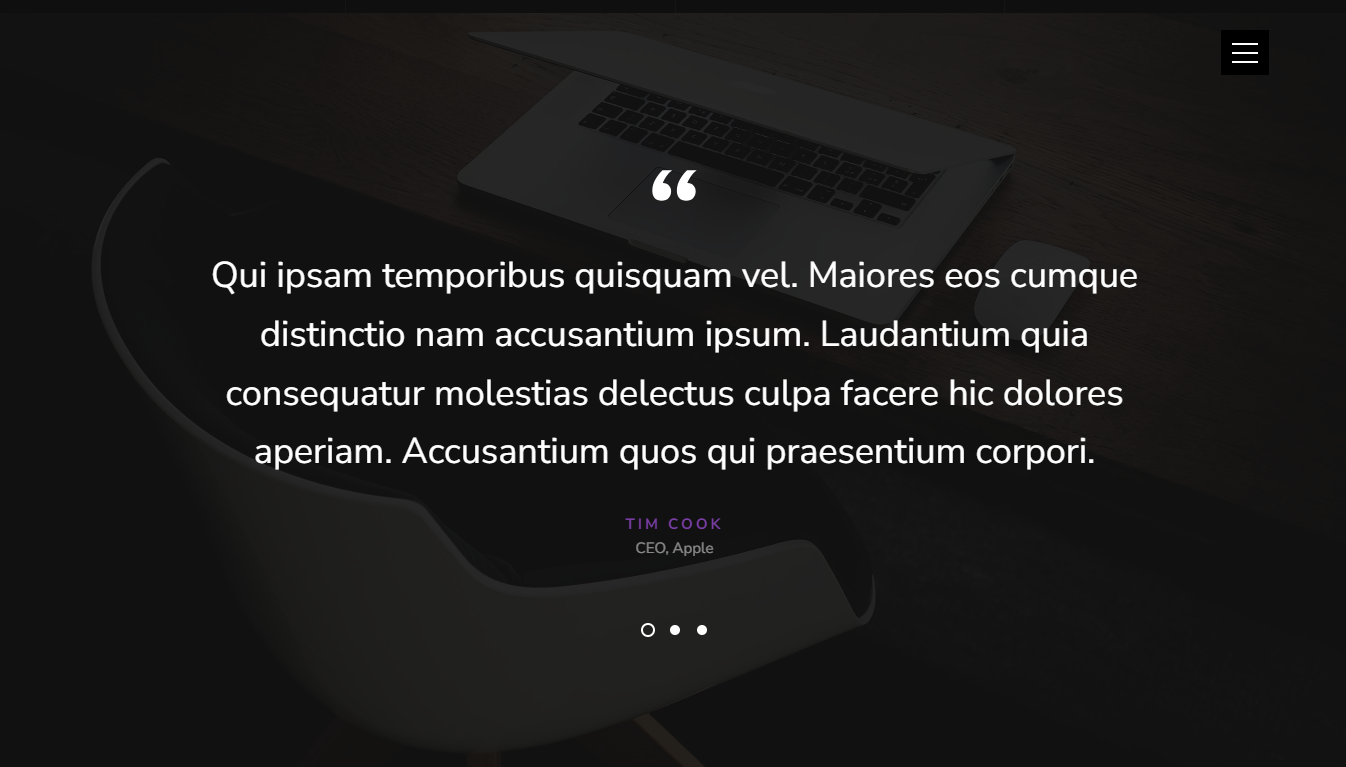 “
Qui ipsam temporibus quisquam vel. Maiores eos cumque
distinctio nam accusantium ipsum. Laudantium quia
consequatur molestias delectus culpa facere hic dolores
aperiam. Accusantium quos qui praesentium corpori.
TIM COOK
CEO, Apple